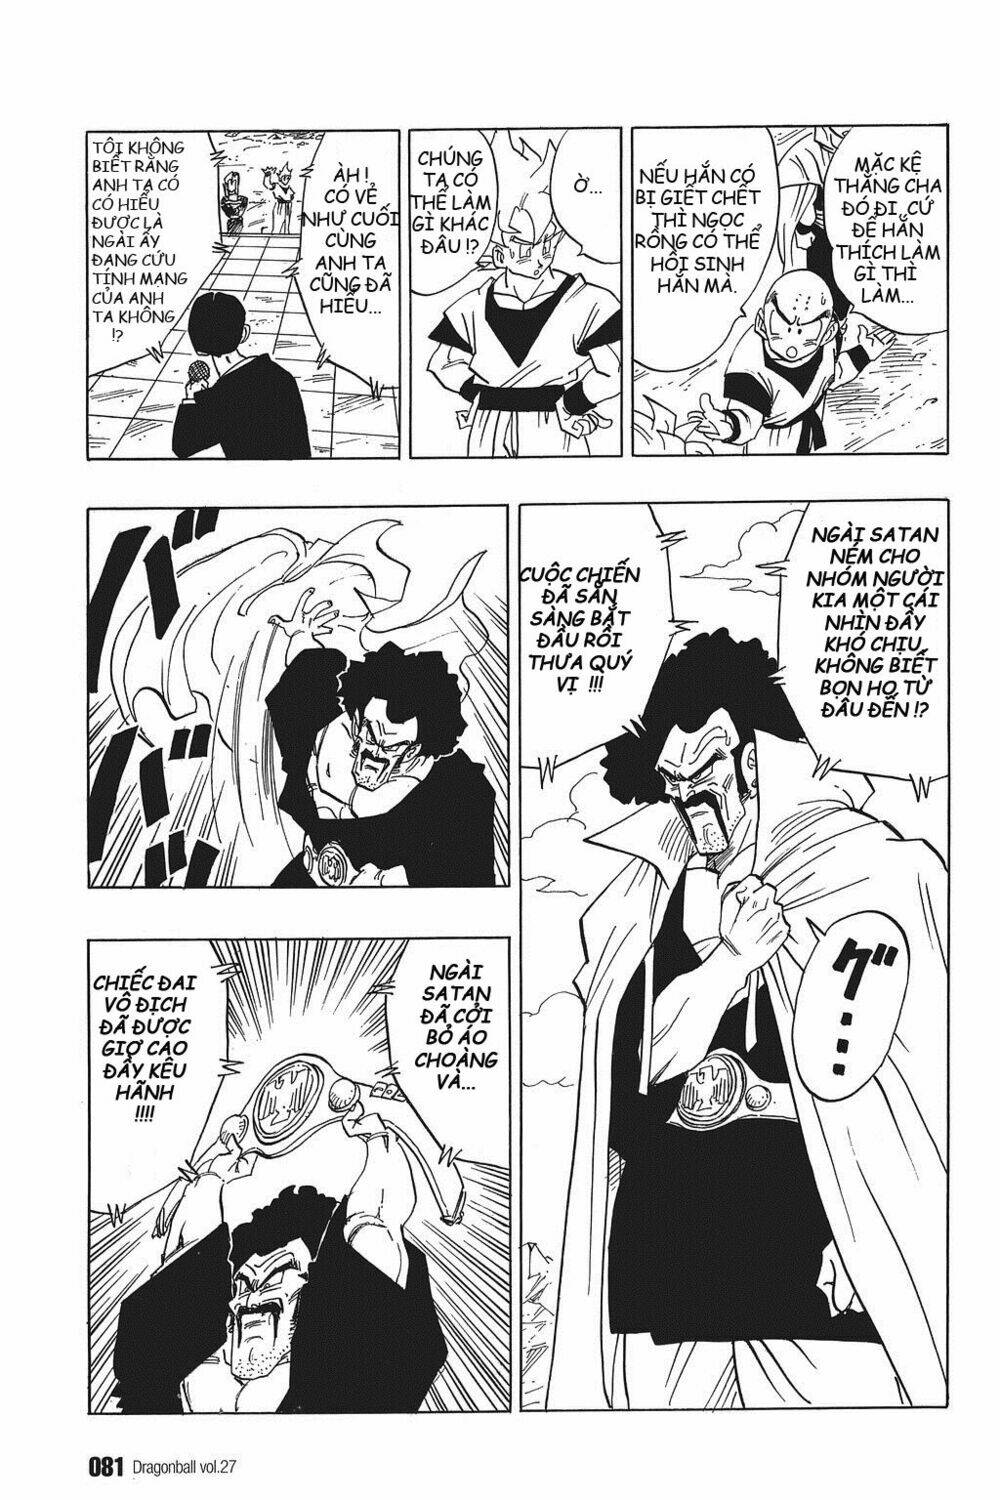 MẶC KỆ
THẰNG CHA
ĐÓ ĐI, CỨ
ĐỂ HẮN
THÍCH LÀM
GÌ THÌ
LÀM...
NẾU HẮN CÓ
BỊ GIẾT CHẾT
THÌ NGỌC
RỒNG CÓ THỂ
HỒI SINH
HẮN MÀ.
Ờ...
CHÚNG
TA CÓ
THỂ LÀM
GÌ KHÁC
ĐÂU !?
ÀH !
CÓ VẺ
NHƯ CUỐI
CÙNG
ANH TA
CŨNG ĐÃ
HIỂU...
TÔI KHÔNG
BIẾT RẰNG
ANH TA CÓ
CÓ HIỂU
ĐƯỢC LÀ
NGÀI ẤY
ĐANG CỨU
TÍNH MẠNG
CỦA ANH
TA KHÔNG
!?
NGÀI SATAN
NÉM CHO
NHÓM NGƯỜI
KIA MỘT CÁI
NHÌN ĐẦY
KHÓ CHỊU,
KHÔNG BIẾT
BỌN HỌ TỪ
ĐÂU ĐẾN !?
CUỘC CHIẾN
ĐÃ SẴN
SÀNG BẮT
ĐẦU RỒI
THƯA QUÝ
VỊ !!!
グ...
NGÀI
SATAN
ĐÃ CỞI
BỎ ÁO
CHOÀNG
VÀ...
CHIẾC ĐAI
VÔ ĐỊCH
ĐÃ ĐƯỢC
GIƠ CAO
ĐẦY KÊU
HÃNH
!!!!
081 Dragonball vol.27